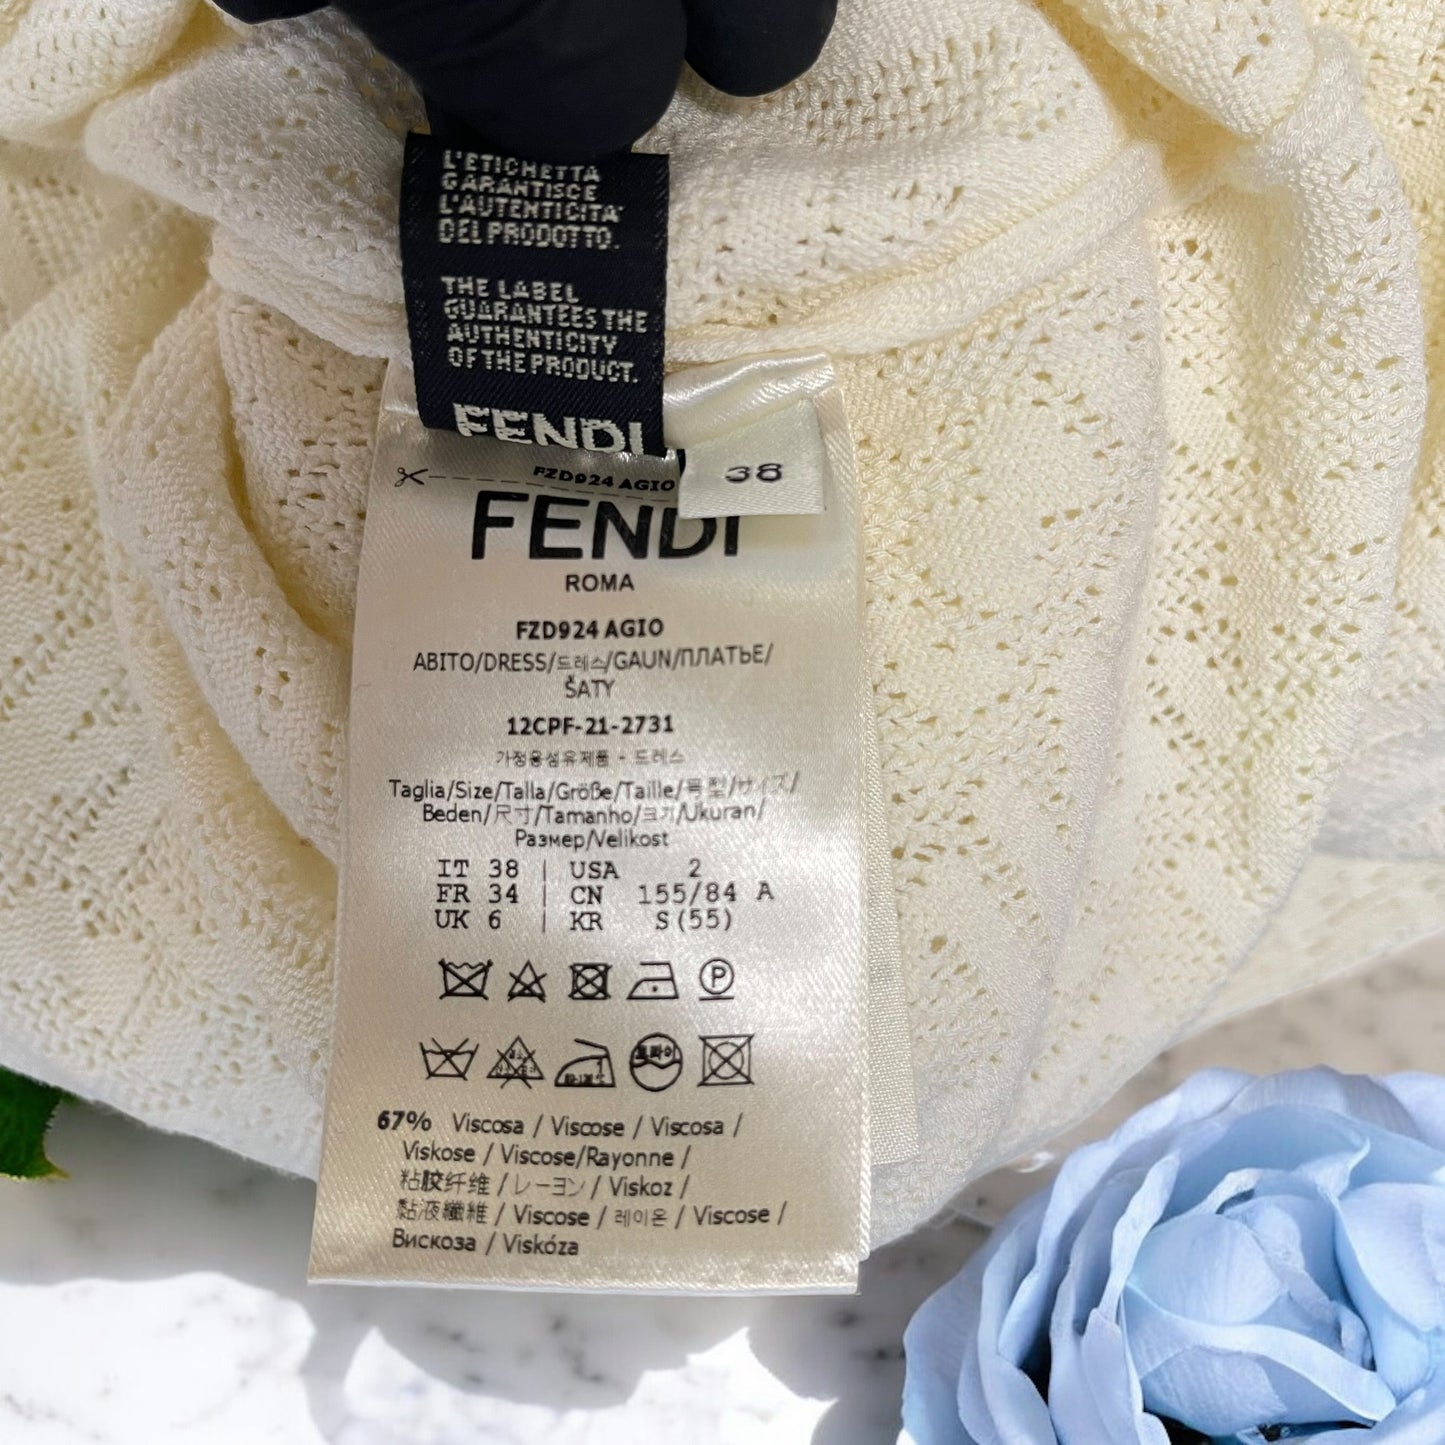 L'ETICHETTA
GARANTISCE
L'AUTENTICITA'
DEL PRODOTTO.
THE LABEL
GUARANTEES THE
AUTHENTICITY
OF THE PRODUCT.
FENDI
FZD924 AGIO
38
FENDI
ROMA
FZD924 AGIO
ABITO/DRESS/드레스/GAUN/ПЛАТЬЕ/
ŠATY
12CPF-21-2731
가정용섬유제품 - 드레스
Taglia/Size/Talla/Größe/Taille/号型/サイズ/
Beden/尺寸/Tamanho/크기/Ukuran/
Размер/Velikost
IT 38 | USA 2
FR 34 | CN 155/84 A
UK 6 | KR S(55)
P
67% Viscosa / Viscose / Viscosa /
Viskose / Viscose/Rayonne /
粘胶纤维 / レーヨン / Viskoz /
黏液纖維 / Viscose / 레이온 / Viscose /
Вискоза / Viskóza